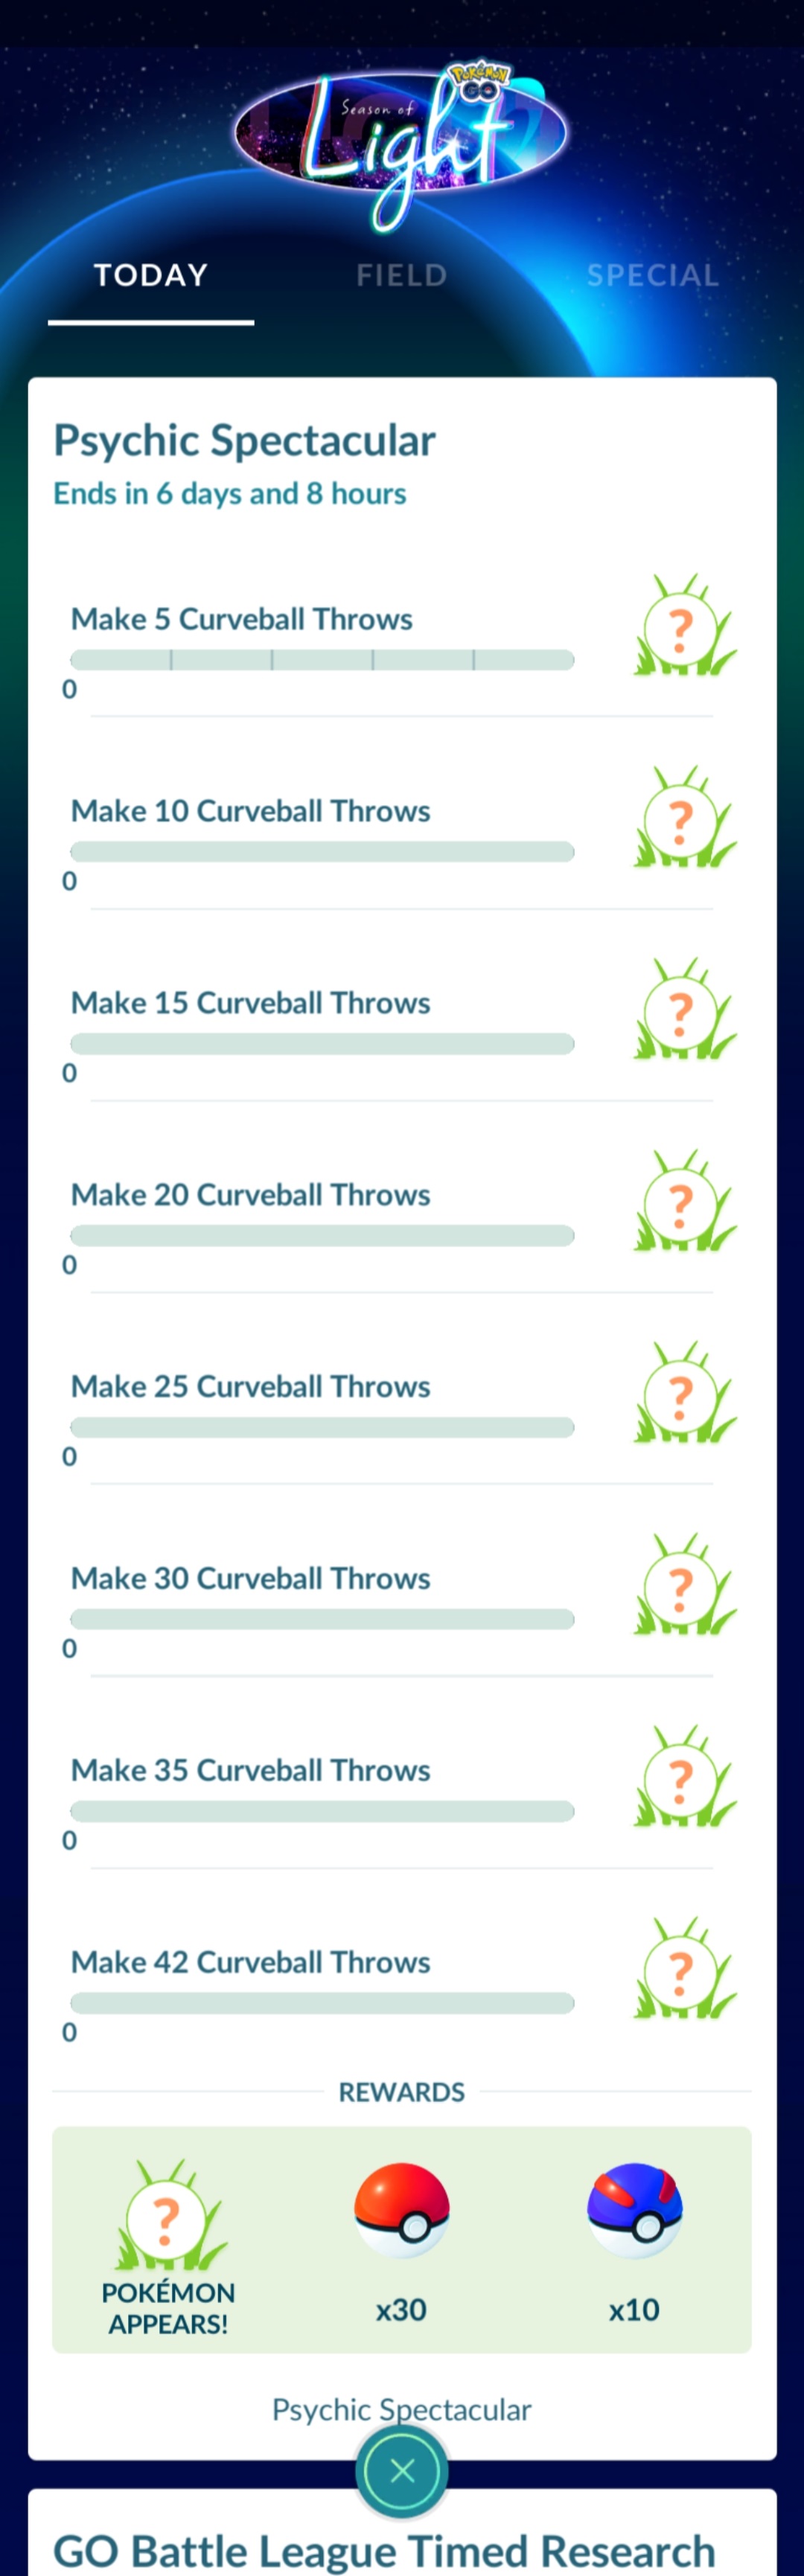 Pokémon
GO
Season of
Light
TODAY
FIELD
SPECIAL
Psychic Spectacular
Ends in 6 days and 8 hours
Make 5 Curveball Throws
?
0
Make 10 Curveball Throws
?
0
Make 15 Curveball Throws
?
0
Make 20 Curveball Throws
?
0
Make 25 Curveball Throws
?
0
Make 30 Curveball Throws
?
0
Make 35 Curveball Throws
?
0
Make 42 Curveball Throws
?
0
REWARDS
?
POKÉMON
APPEARS!
x30
x10
Psychic Spectacular
GO Battle League Timed Research